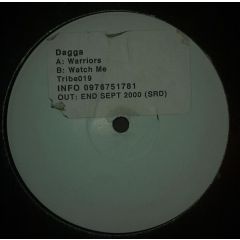 Dagga
A: Warriors
B: Watch Me
Tribe019
INFO 0976751781
OUT: END SEPT 2000 (SRD)